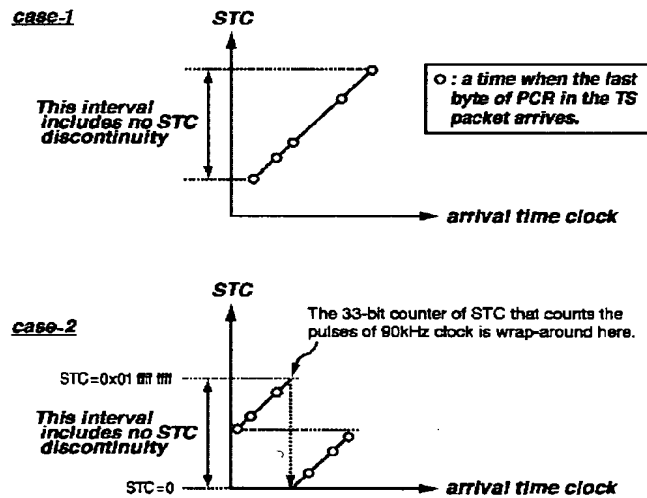 case-1
STC
This interval
includes no STC
discontinuity
o : a time when the last
byte of PCR in the TS
packet arrives.
arrival time clock
case-2
STC
The 33-bit counter of STC that counts the
pulses of 90kHz clock is wrap-around here.
STC=0x01 ffff ffff
This interval
includes no STC
discontinuity
STC=0
arrival time clock